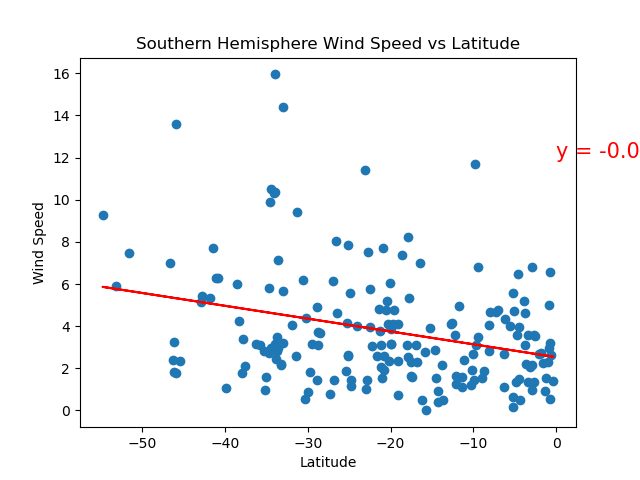 Southern Hemisphere Wind Speed vs Latitude
16
14
12
10
8
6
4
2
0
y = -0.0
Wind Speed
−50 −40 −30 −20 −10 0
Latitude